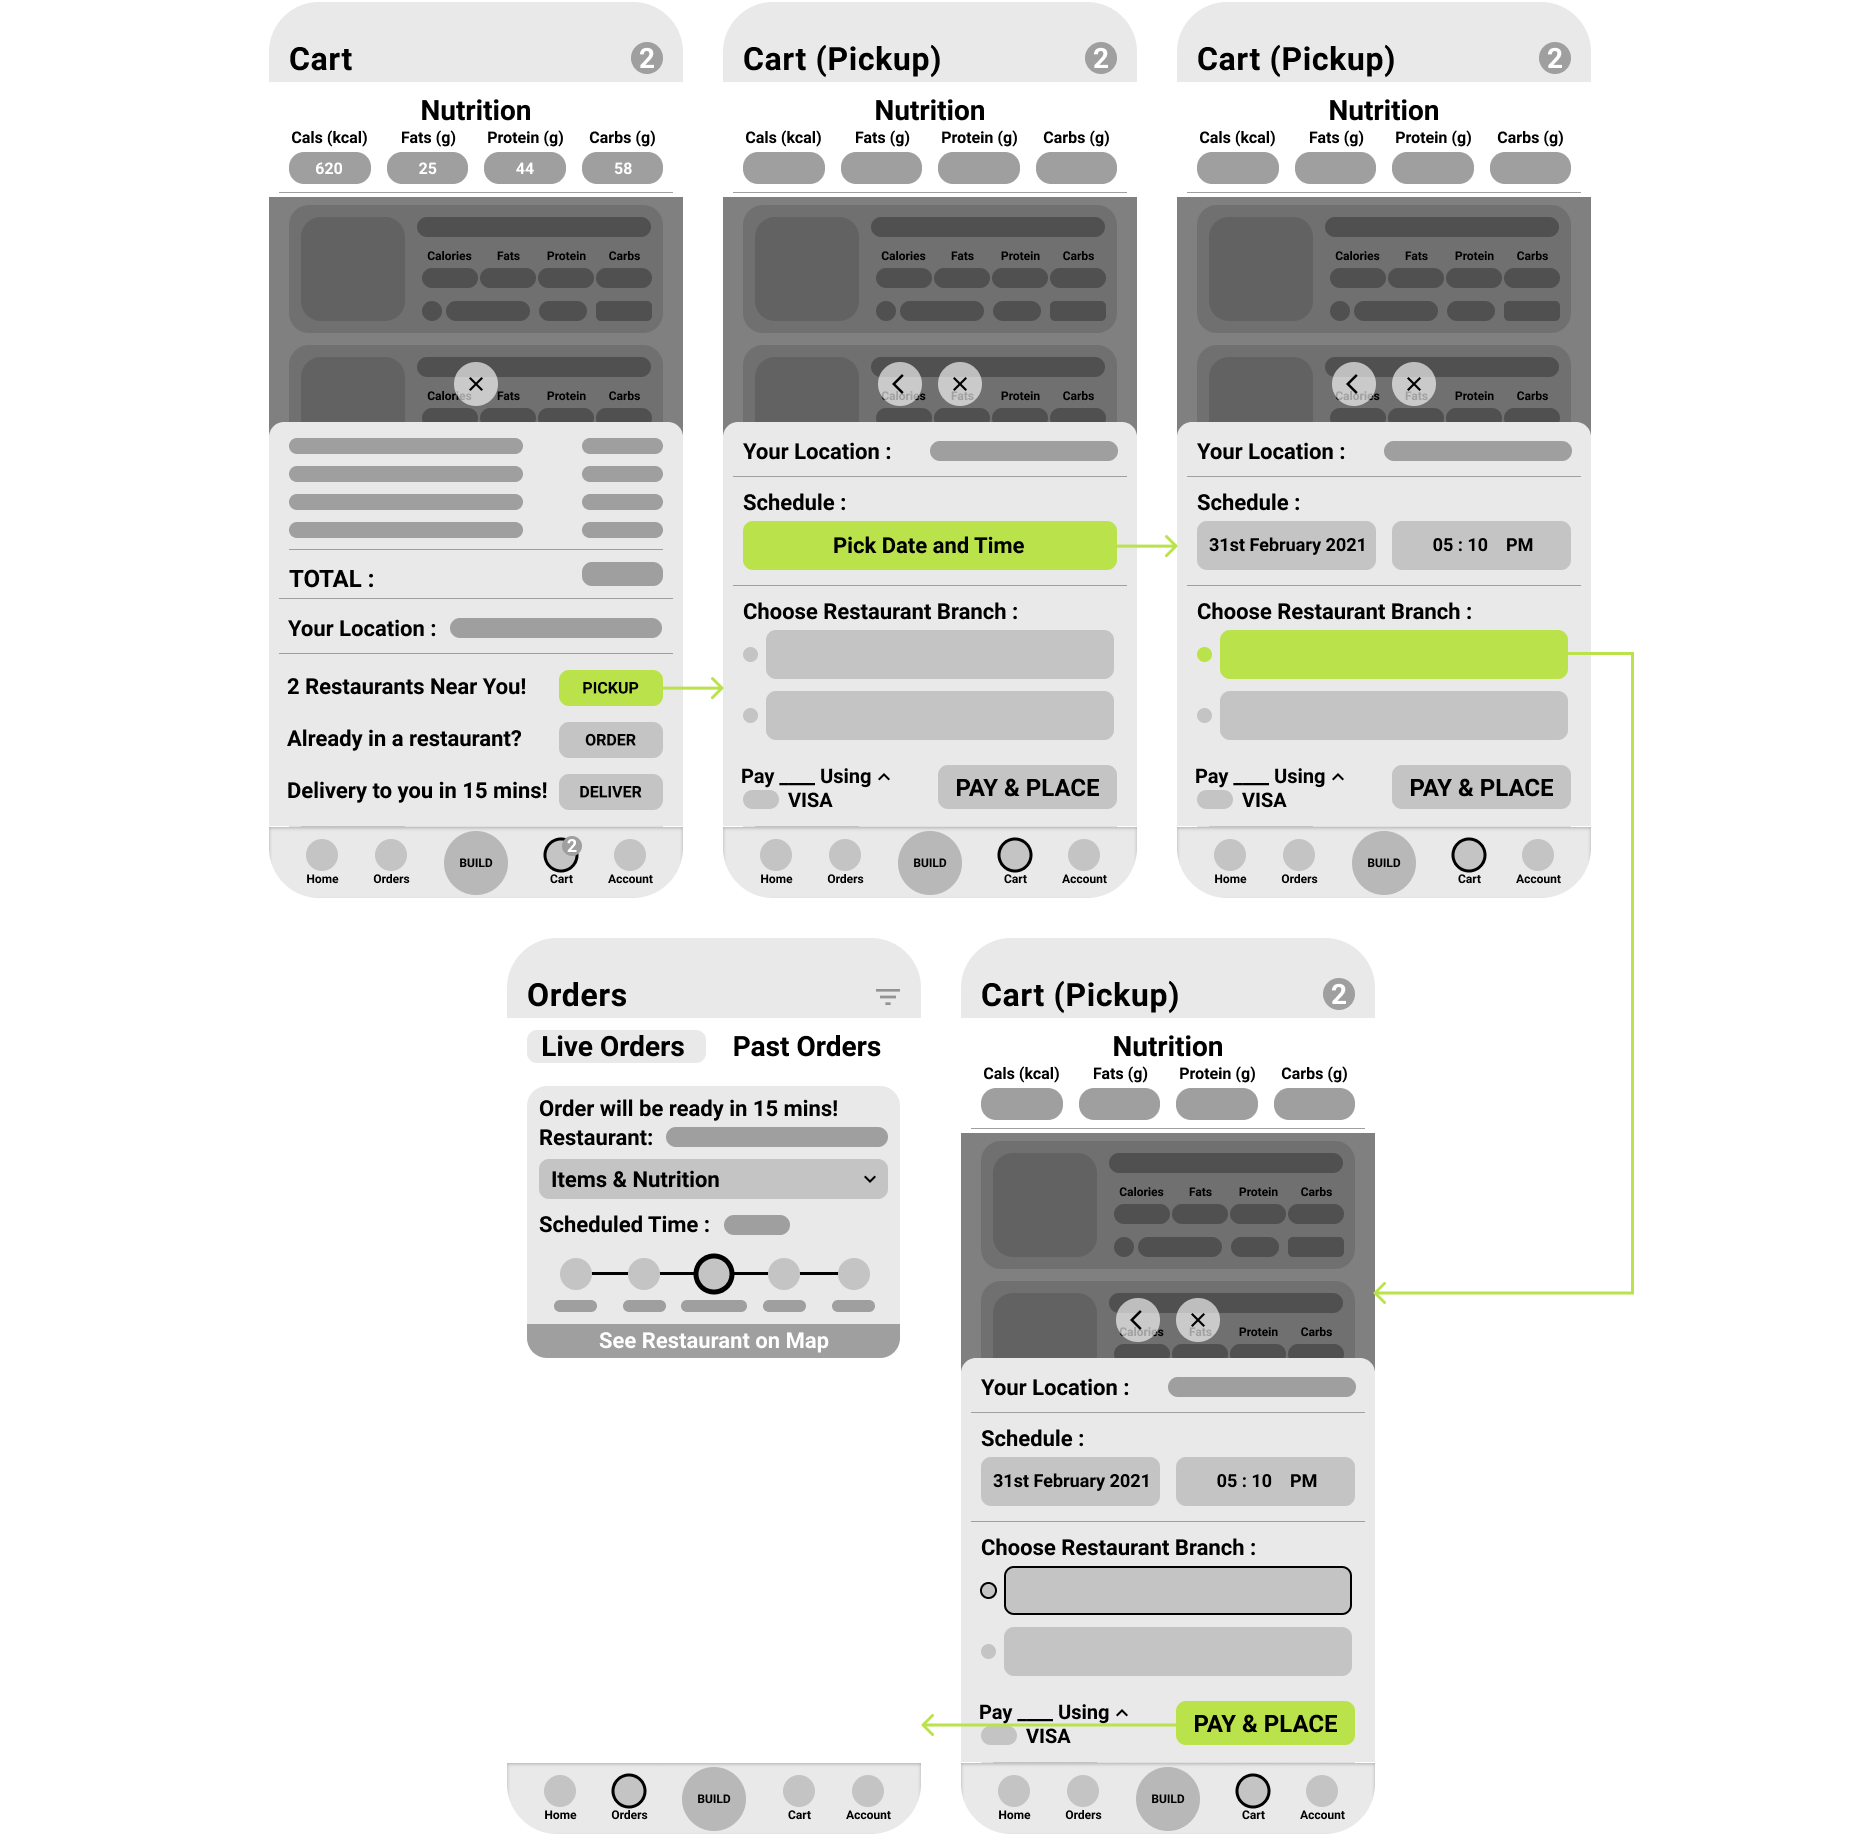 Cart 2
Nutrition
Cals (kcal) Fats (g) Protein (g) Carbs (g)
620 25 44 58
Calories Fats Protein Carbs
Calories Fats Protein Carbs
TOTAL :
Your Location :
2 Restaurants Near You! PICKUP
Already in a restaurant? ORDER
Delivery to you in 15 mins! DELIVER
2
BUILD
Home Orders Cart Account
Cart (Pickup) 2
Nutrition
Cals (kcal) Fats (g) Protein (g) Carbs (g)
Calories Fats Protein Carbs
Calories Fats Protein Carbs
Your Location :
Schedule :
Pick Date and Time
Choose Restaurant Branch :
Pay ___ Using
VISA
PAY & PLACE
BUILD
Home Orders Cart Account
Cart (Pickup) 2
Nutrition
Cals (kcal) Fats (g) Protein (g) Carbs (g)
Calories Fats Protein Carbs
Calories Fats Protein Carbs
Your Location :
Schedule :
31st February 2021 05 : 10 PM
Choose Restaurant Branch :
Pay ___ Using
VISA
PAY & PLACE
BUILD
Home Orders Cart Account
Orders
Live Orders Past Orders
Order will be ready in 15 mins!
Restaurant:
Items & Nutrition
Scheduled Time :
See Restaurant on Map
BUILD
Home Orders Cart Account
Cart (Pickup) 2
Nutrition
Cals (kcal) Fats (g) Protein (g) Carbs (g)
Calories Fats Protein Carbs
Calories Fats Protein Carbs
Your Location :
Schedule :
31st February 2021 05 : 10 PM
Choose Restaurant Branch :
Pay ___ Using
VISA
PAY & PLACE
BUILD
Home Orders Cart Account